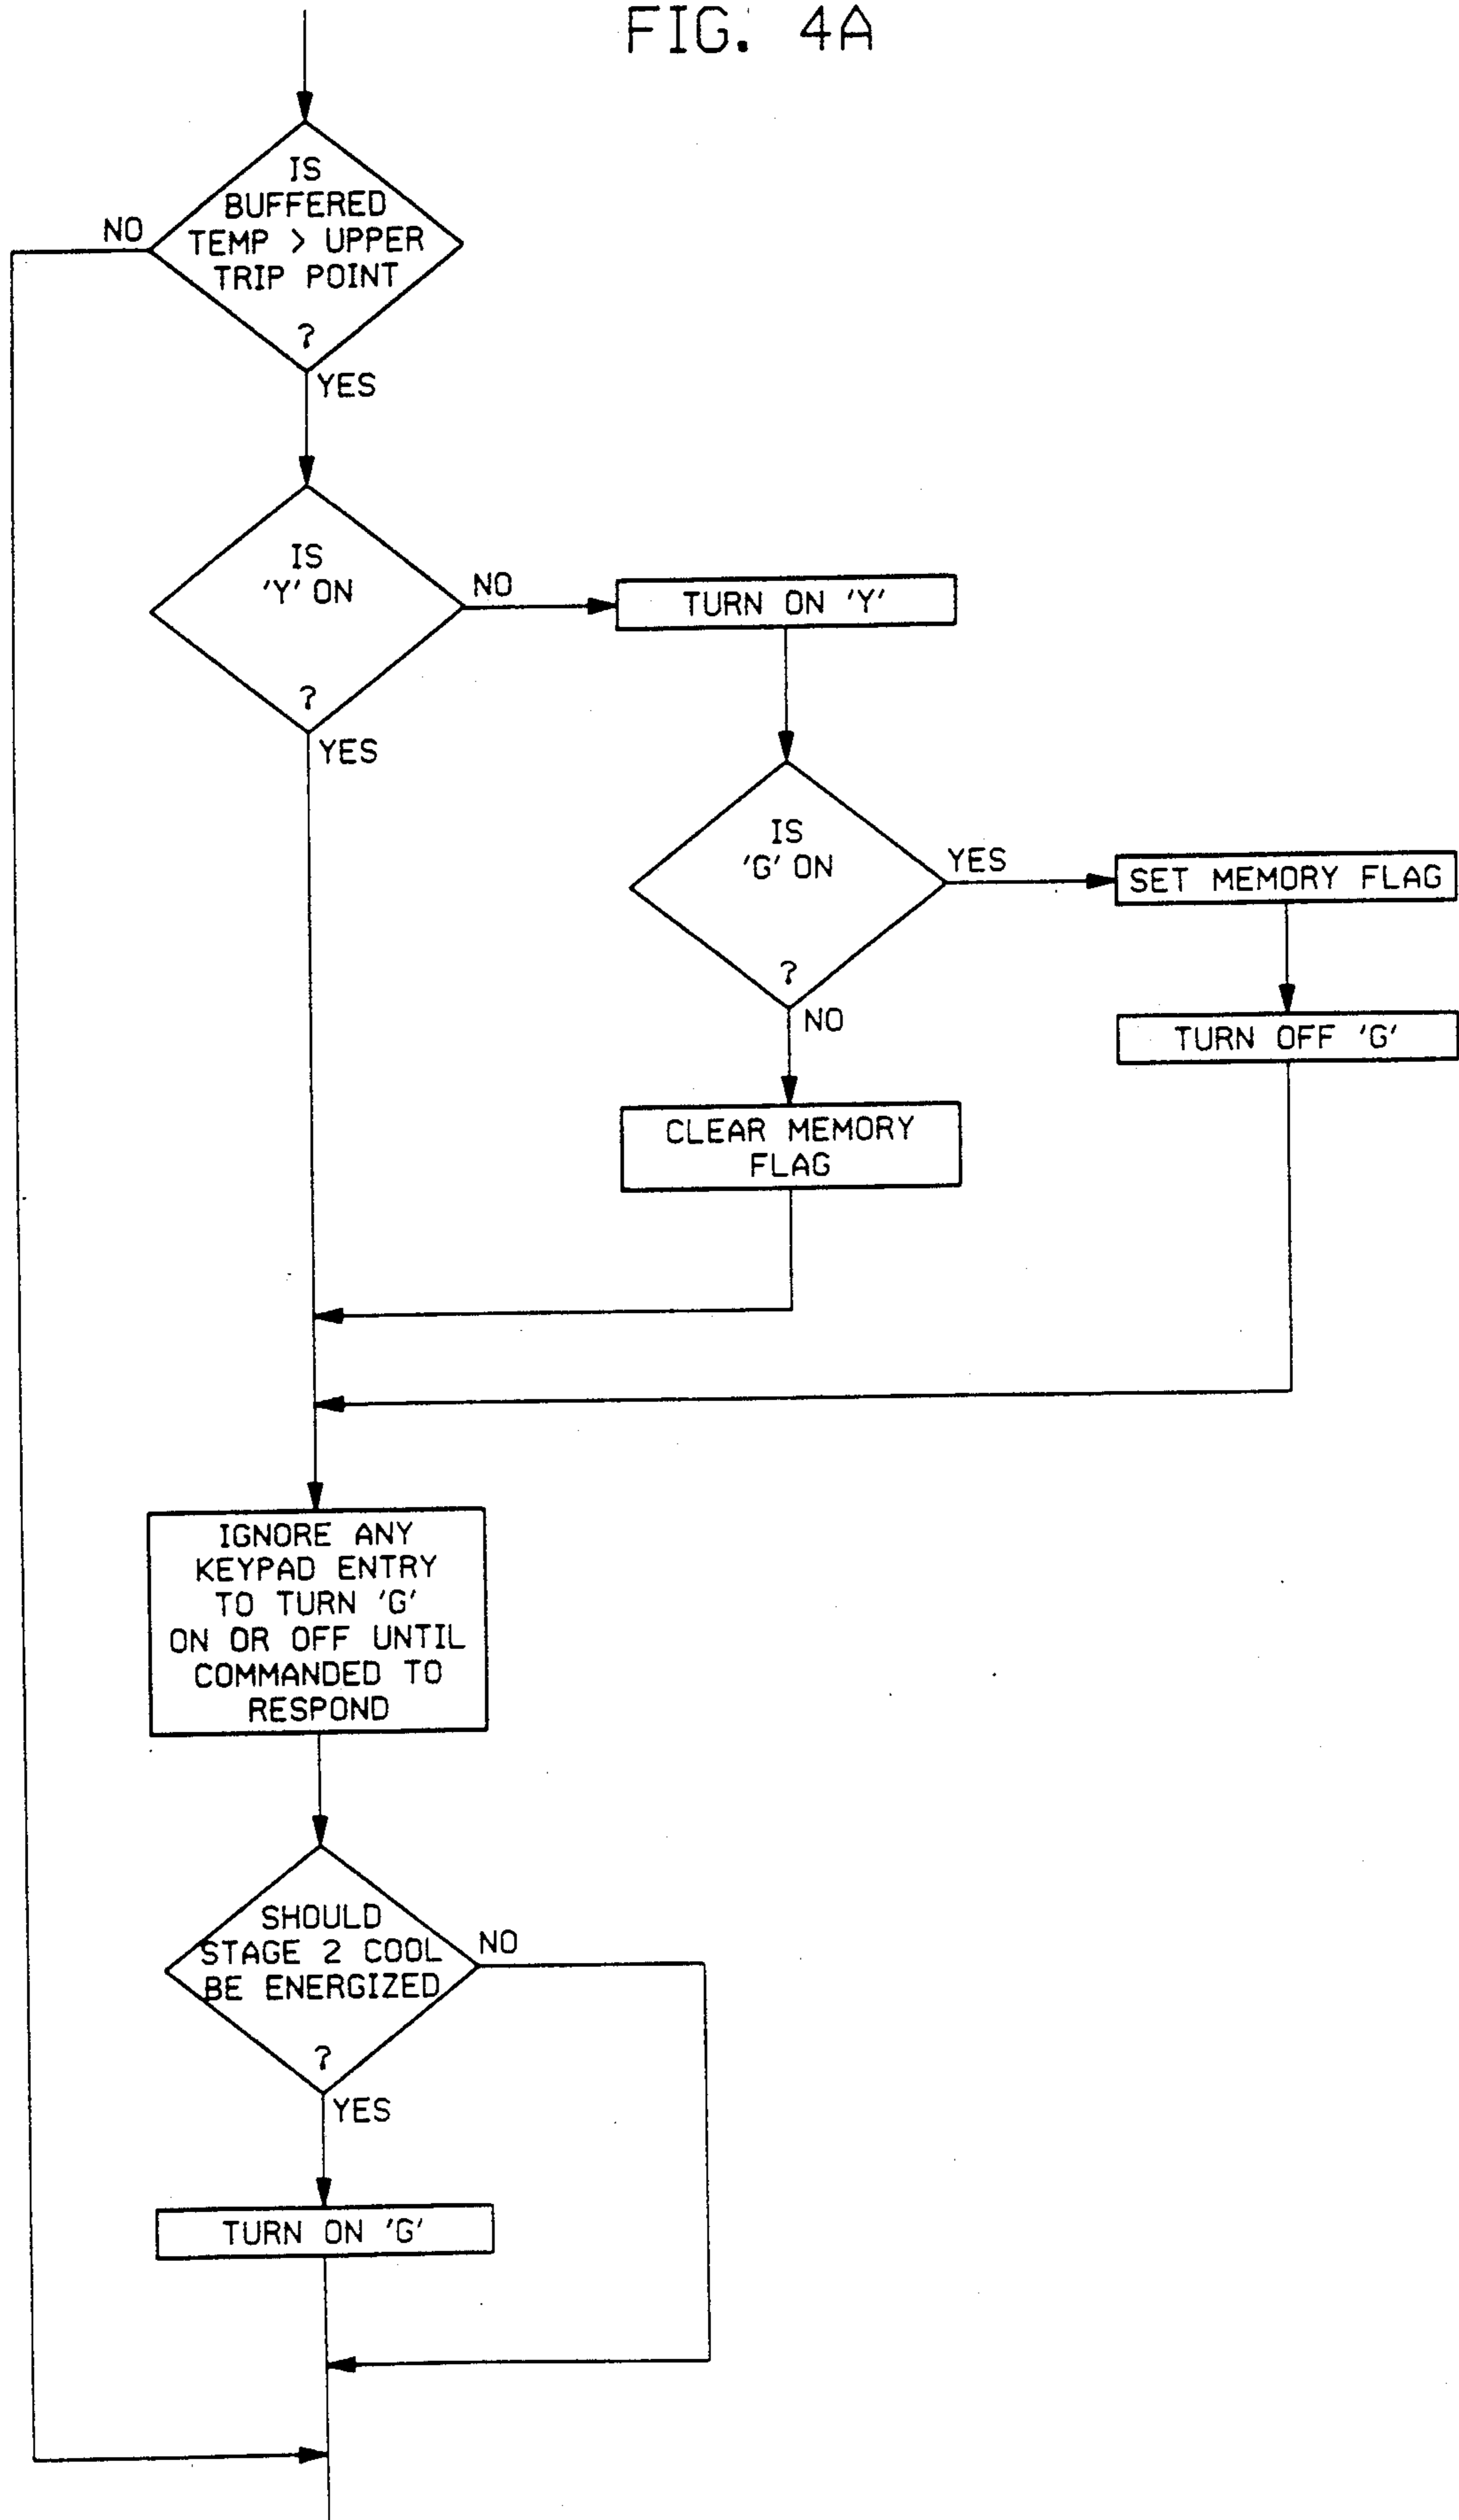 FIG. 4A
IS
BUFFERED
TEMP > UPPER
TRIP POINT
?
NO
YES
IS
'Y' ON
?
NO
YES
TURN ON 'Y'
IS
'G' ON
?
YES
NO
SET MEMORY FLAG
TURN OFF 'G'
CLEAR MEMORY
FLAG
IGNORE ANY
KEYPAD ENTRY
TO TURN 'G'
ON OR OFF UNTIL
COMMANDED TO
RESPOND
SHOULD
STAGE 2 COOL
BE ENERGIZED
?
NO
YES
TURN ON 'G'